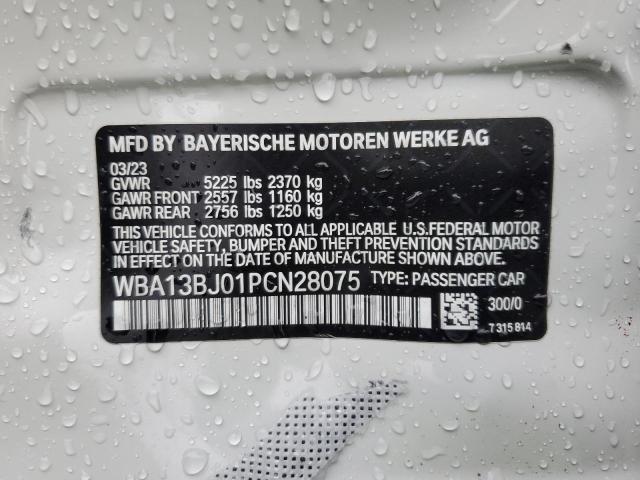 MFD BY BAYERISCHE MOTOREN WERKE AG
03/23
GVWR 5225 lbs 2370 kg
GAWR FRONT 2557 lbs 1160 kg
GAWR REAR 2756 lbs 1250 kg
THIS VEHICLE CONFORMS TO ALL APPLICABLE U.S.FEDERAL MOTOR
VEHICLE SAFETY, BUMPER AND THEFT PREVENTION STANDARDS
IN EFFECT ON THE DATE OF MANUFACTURE SHOWN ABOVE.
WBA13BJ01PCN28075 TYPE: PASSENGER CAR
300/0
7 315 814